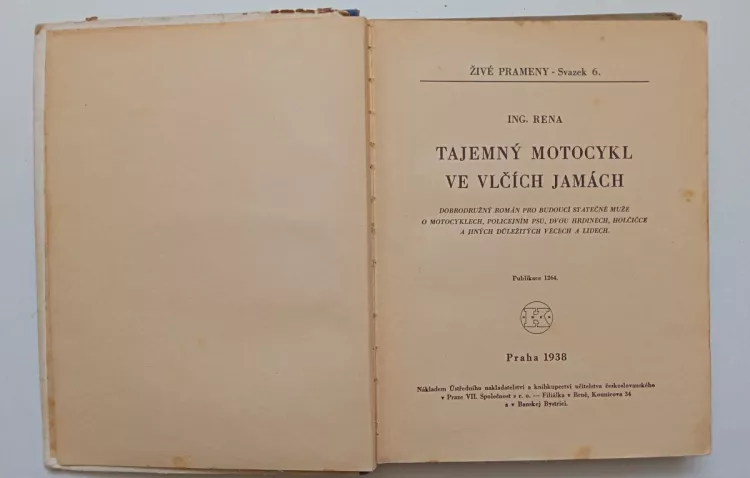 ŽIVÉ PRAMENY - Svazek 6.
ING. RENA
TAJEMNÝ MOTOCYKL
VE VLČÍCH JAMÁCH
DOBRODRUŽNÝ ROMÁN PRO BUDOUCÍ STATEČNÉ MUŽE
O MOTOCYKLECH, POLICEJNÍM PSU, DVOU HRDINECH, HOLČIČCE
A JINÝCH DŮLEŽITÝCH VĚCECH A LIDECH.
Publikace 1264.
Praha 1938
Nákladem Ústředního nakladatelství a knihkupectví učitelstva československého
v Praze VII. Společnost s r. o. — Filiálka v Brně, Kounicova 34
a v Banskej Bystrici.